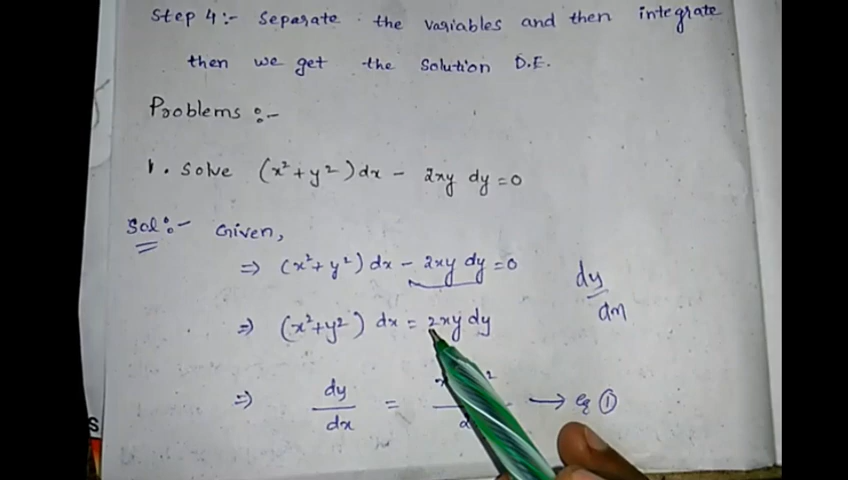 Step 4:- Separate the variables and then integrate
then we get the solution D.E.
Problems :-
1. Solve (x²+y²)dx - 2xy dy=0
Sol:- Given,
=> (x²+y²) dx - 2xy dy=0
=> (x²+y²) dx = 2xy dy
dy
dx
=> dy/dx = → eq ①